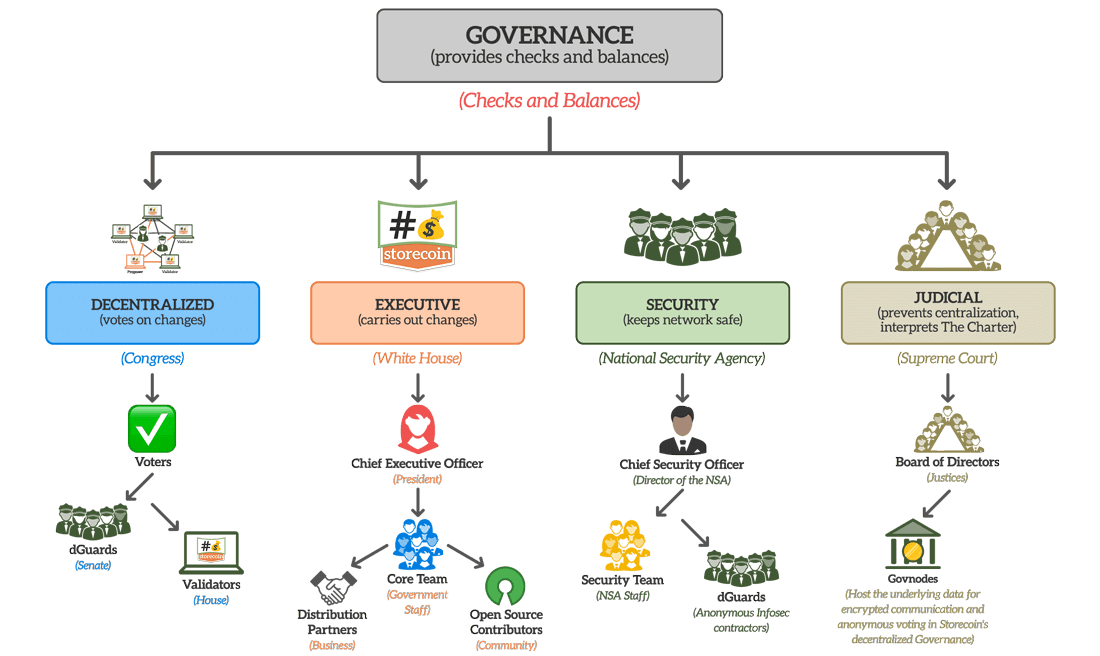 GOVERNANCE
(provides checks and balances)
(Checks and Balances)
Validator
Validator
Proposer
Validator
#
$
storecoin
DECENTRALIZED
(votes on changes)
(Congress)
EXECUTIVE
(carries out changes)
(White House)
SECURITY
(keeps network safe)
(National Security Agency)
JUDICIAL
(prevents centralization,
interprets The Charter)
(Supreme Court)
Voters
dGuards
(Senate)
#
$
storecoin
Validators
(House)
Chief Executive Officer
(President)
Core Team
(Government
Staff)
Distribution
Partners
(Business)
Open Source
Contributors
(Community)
Chief Security Officer
(Director of the NSA)
Security Team
(NSA Staff)
dGuards
(Anonymous Infosec
contractors)
Board of Directors
(Justices)
Govnodes
(Host the underlying data for
encrypted communication and
anonymous voting in Storecoin's
decentralized Governance)